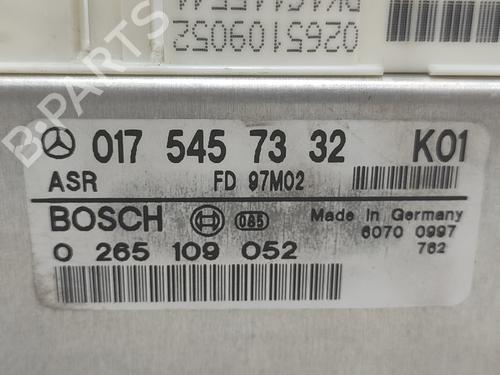 0265109052
B-PARTS
017 545 73 32 K01
ASR FD 97M02
BOSCH 085 Made in Germany
0 265 109 052 6070 0997
762